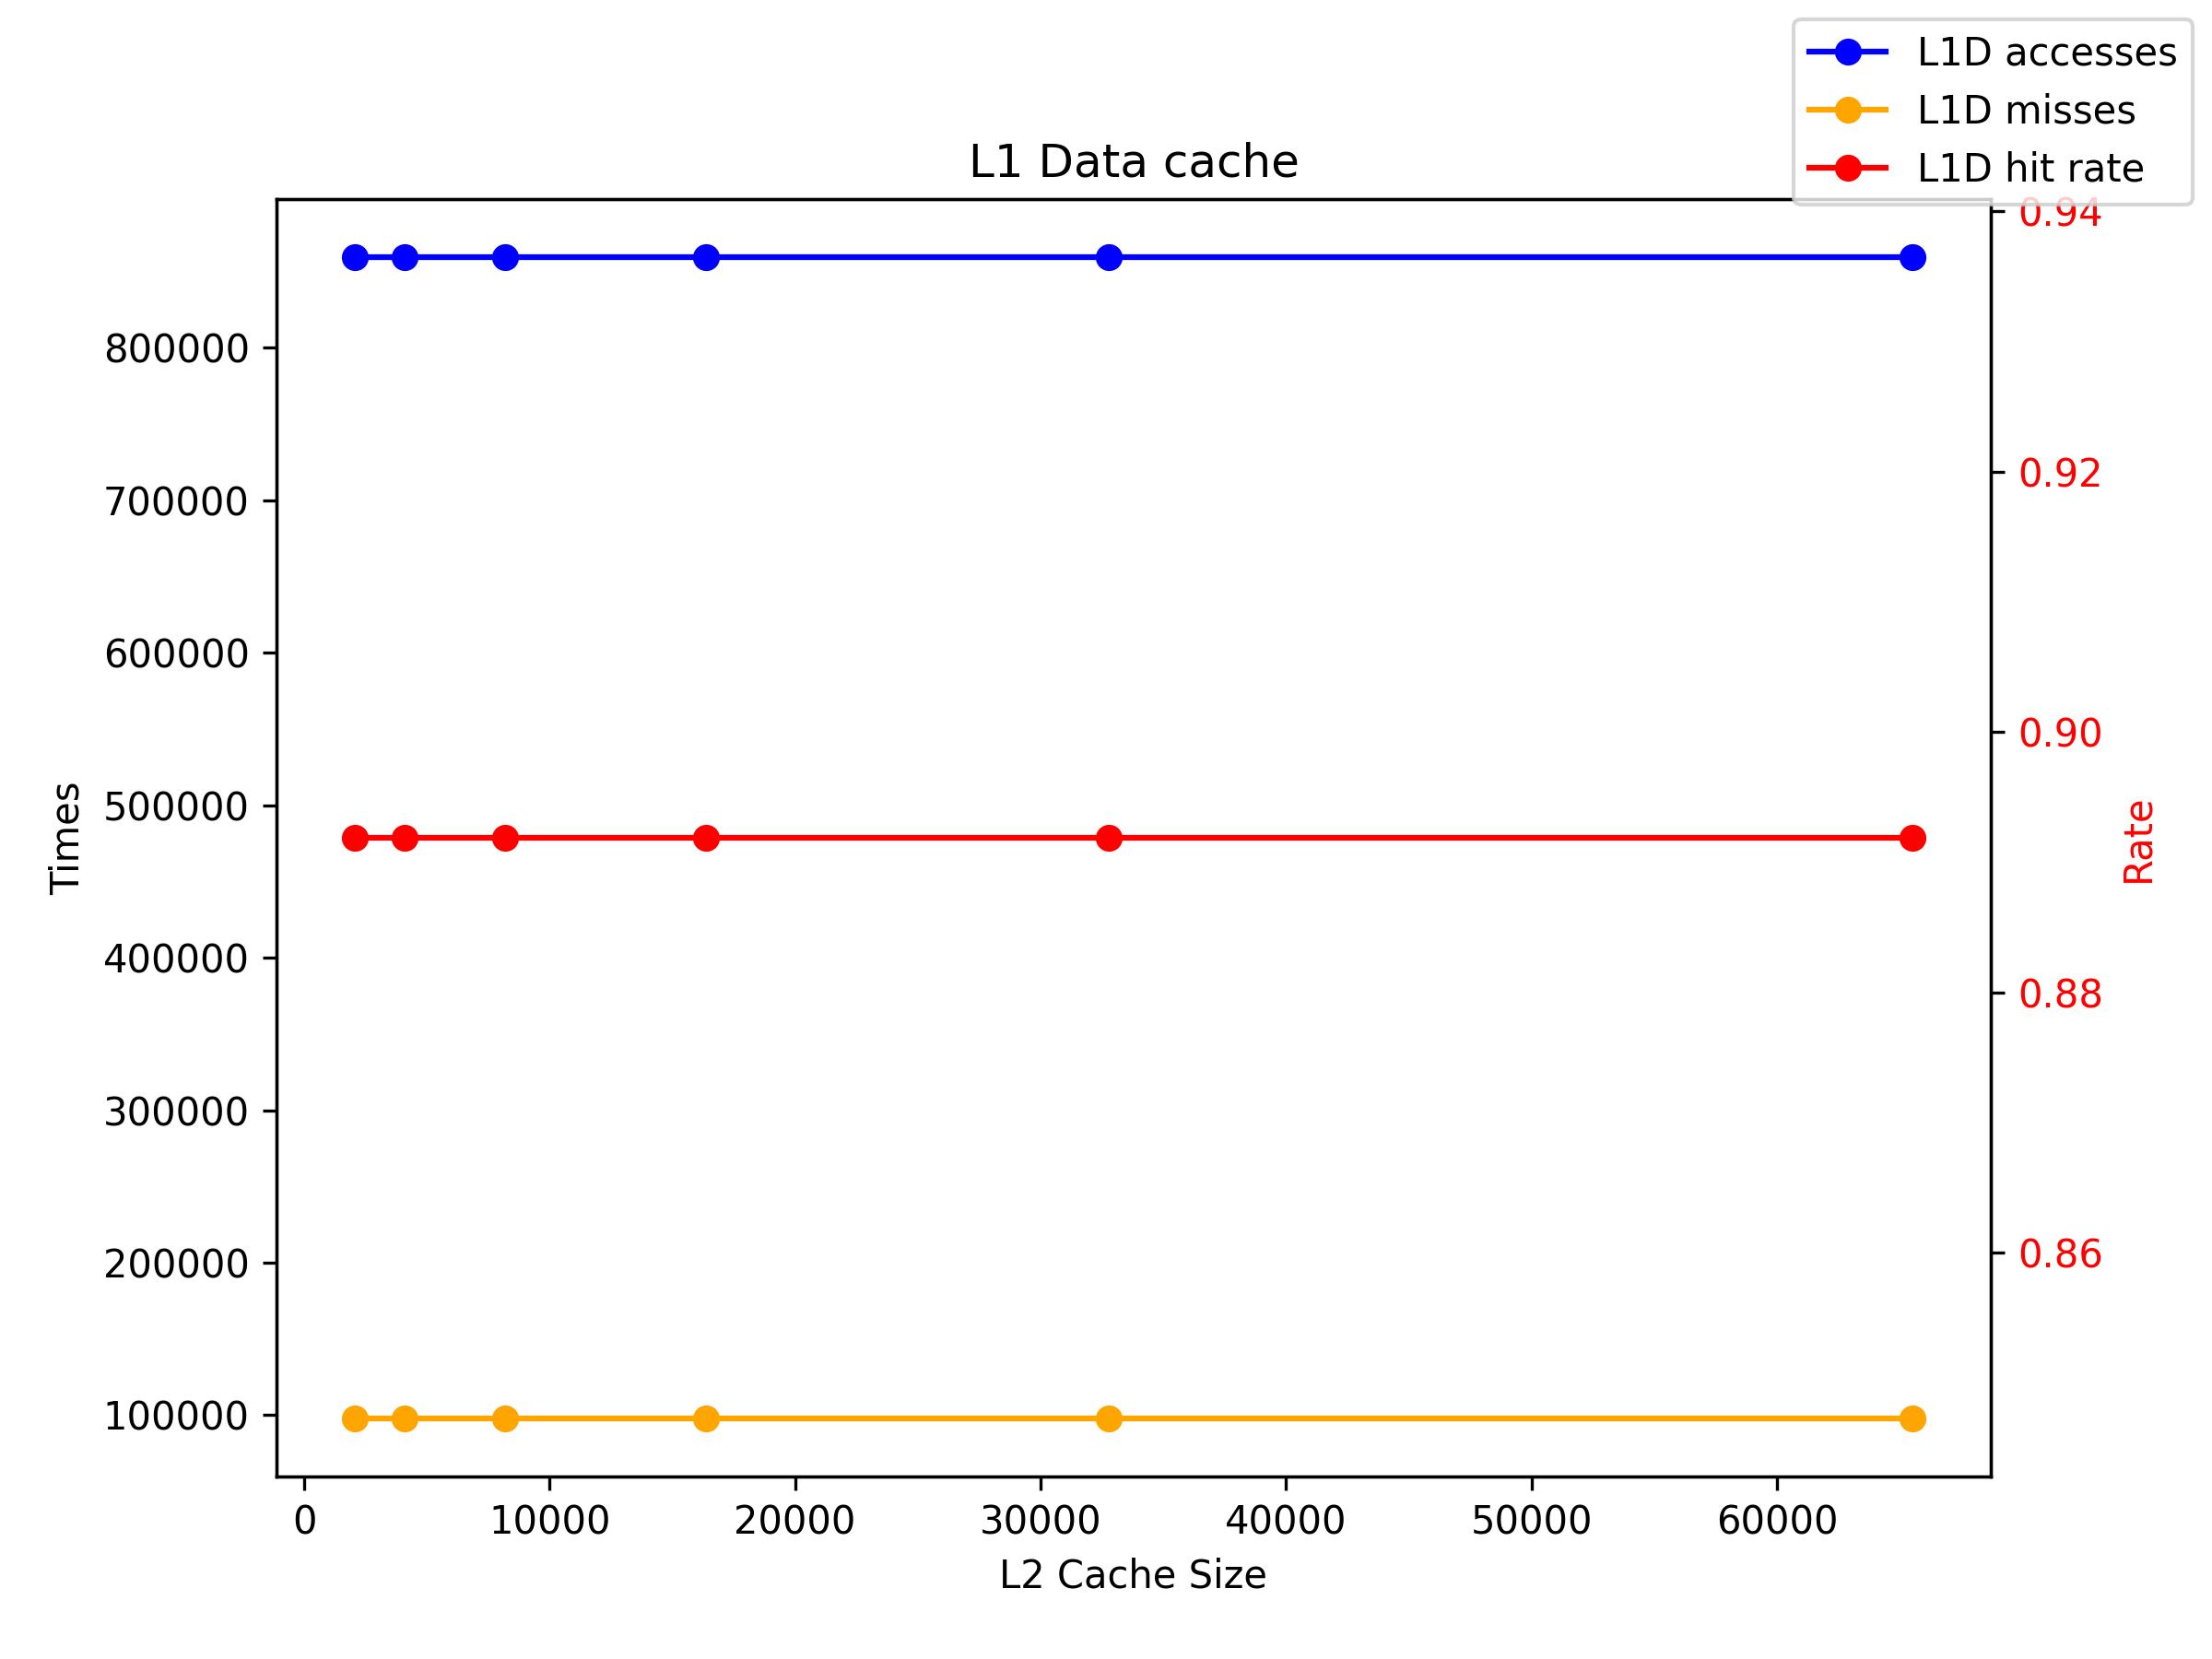 L1D accesses
L1D misses
L1D hit rate
L1 Data cache
800000
700000
600000
500000
400000
300000
200000
100000
Times
0.94
0.92
0.90
0.88
0.86
Rate
0 10000 20000 30000 40000 50000 60000
L2 Cache Size